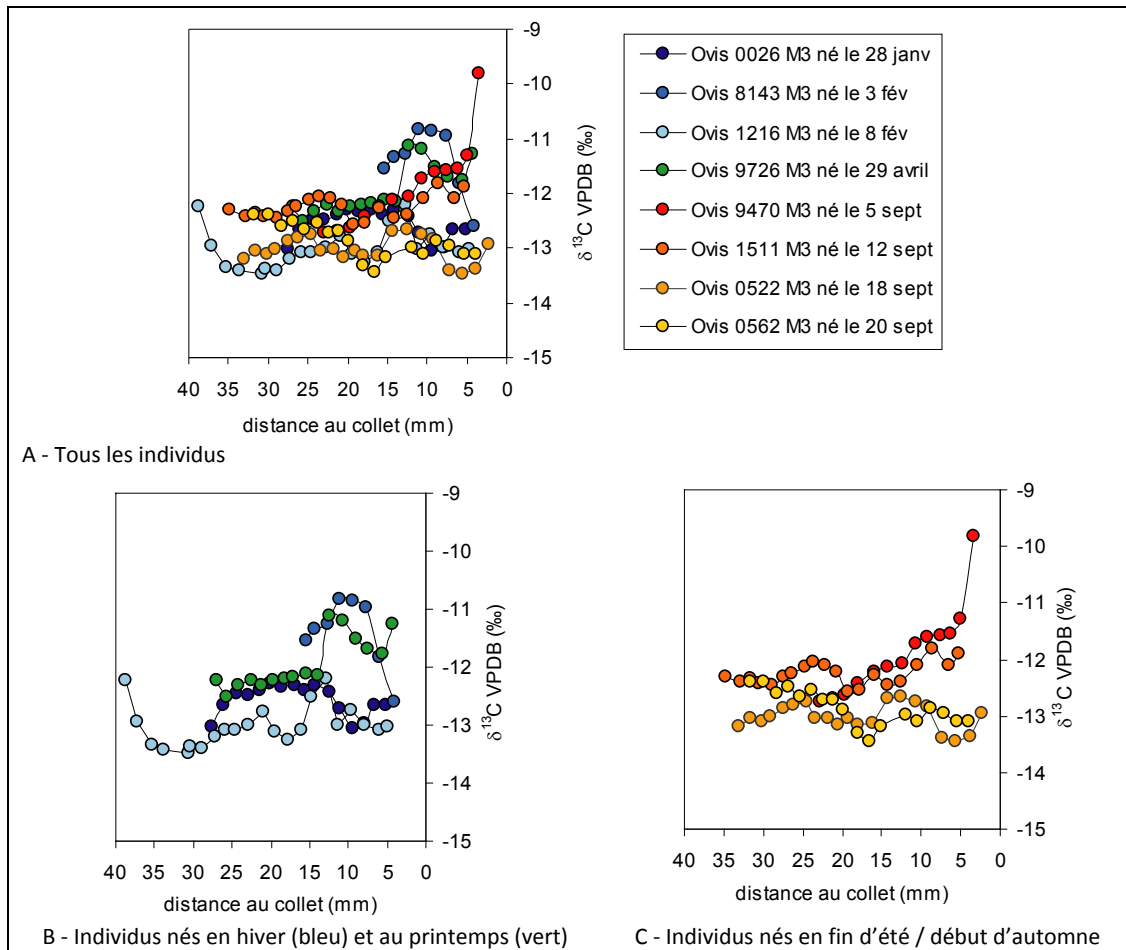 -9
-10
-11
-12
-13
-14
-15
δ ¹³C VPDB (‰)
40 35 30 25 20 15 10 5 0
distance au collet (mm)
Ovis 0026 M3 né le 28 janv
Ovis 8143 M3 né le 3 fév
Ovis 1216 M3 né le 8 fév
Ovis 9726 M3 né le 29 avril
Ovis 9470 M3 né le 5 sept
Ovis 1511 M3 né le 12 sept
Ovis 0522 M3 né le 18 sept
Ovis 0562 M3 né le 20 sept
A - Tous les individus
-9
-10
-11
-12
-13
-14
-15
δ ¹³C VPDB (‰)
40 35 30 25 20 15 10 5 0
distance au collet (mm)
B - Individus nés en hiver (bleu) et au printemps (vert)
-9
-10
-11
-12
-13
-14
-15
δ ¹³C VPDB (‰)
40 35 30 25 20 15 10 5 0
distance au collet (mm)
C - Individus nés en fin d'été / début d'automne